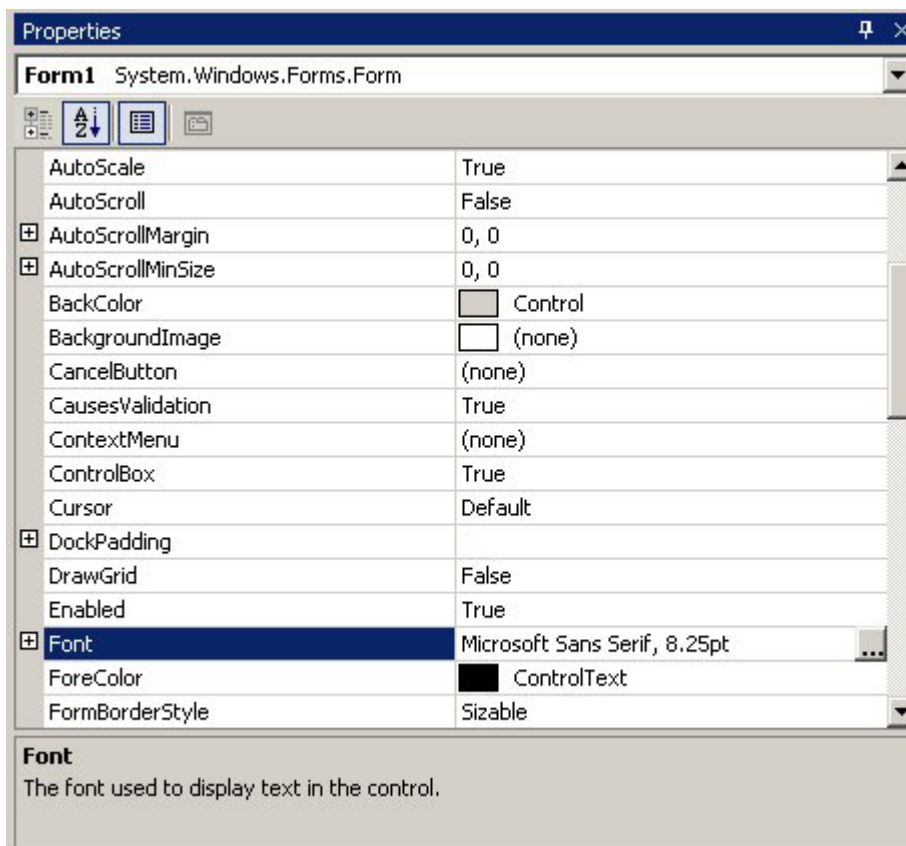 Properties
Form1 System.Windows.Forms.Form
AutoScale True
AutoScroll False
AutoScrollMargin 0, 0
AutoScrollMinSize 0, 0
BackColor Control
BackgroundImage (none)
CancelButton (none)
CausesValidation True
ContextMenu (none)
ControlBox True
Cursor Default
DockPadding
DrawGrid False
Enabled True
Font Microsoft Sans Serif, 8.25pt ...
ForeColor ControlText
FormBorderStyle Sizable
Font
The font used to display text in the control.